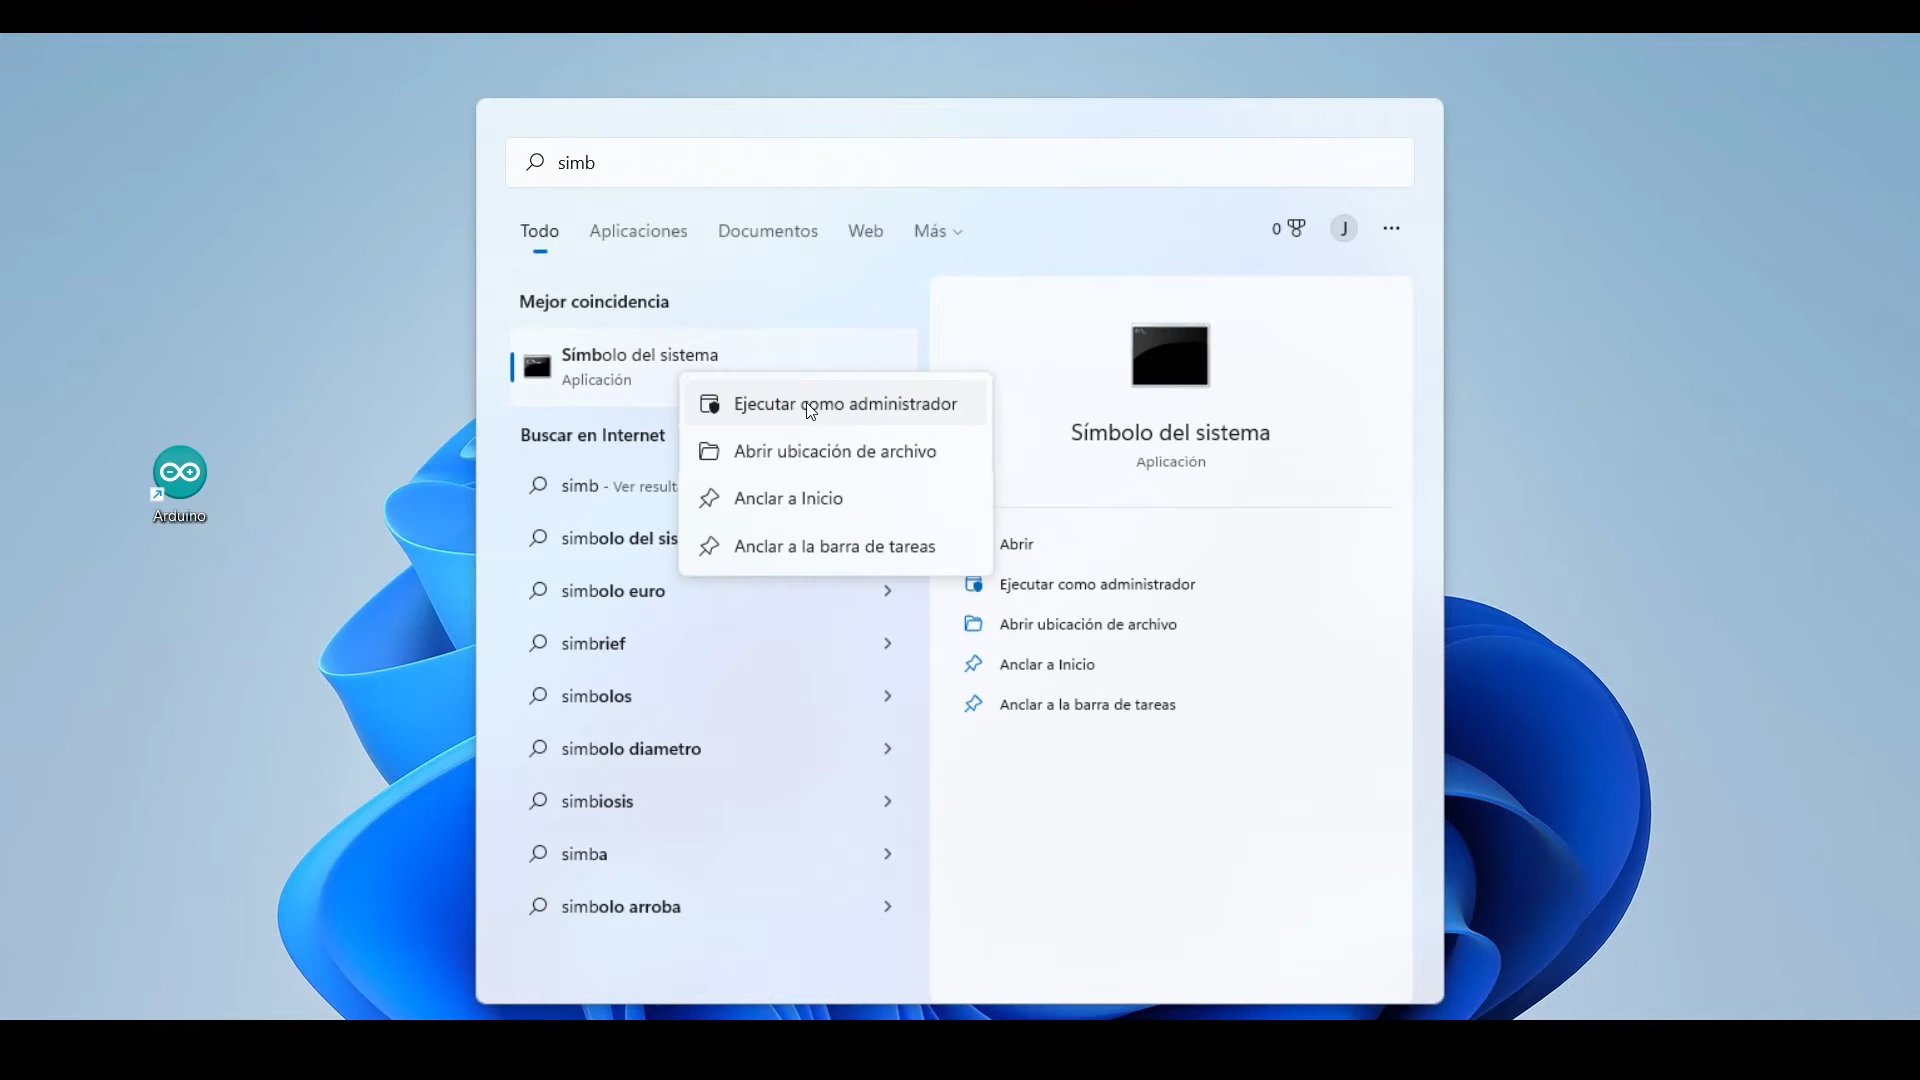 simb
Todo Aplicaciones Documentos Web Más
0 J
Mejor coincidencia
Símbolo del sistema
Aplicación
Ejecutar como administrador
Abrir ubicación de archivo
Anclar a Inicio
Anclar a la barra de tareas
Buscar en Internet
simb - Ver result
simbolo del sis
simbolo euro
simbrief
simbolos
simbolo diametro
simbiosis
simba
simbolo arroba
Símbolo del sistema
Aplicación
Abrir
Ejecutar como administrador
Abrir ubicación de archivo
Anclar a Inicio
Anclar a la barra de tareas
Arduino